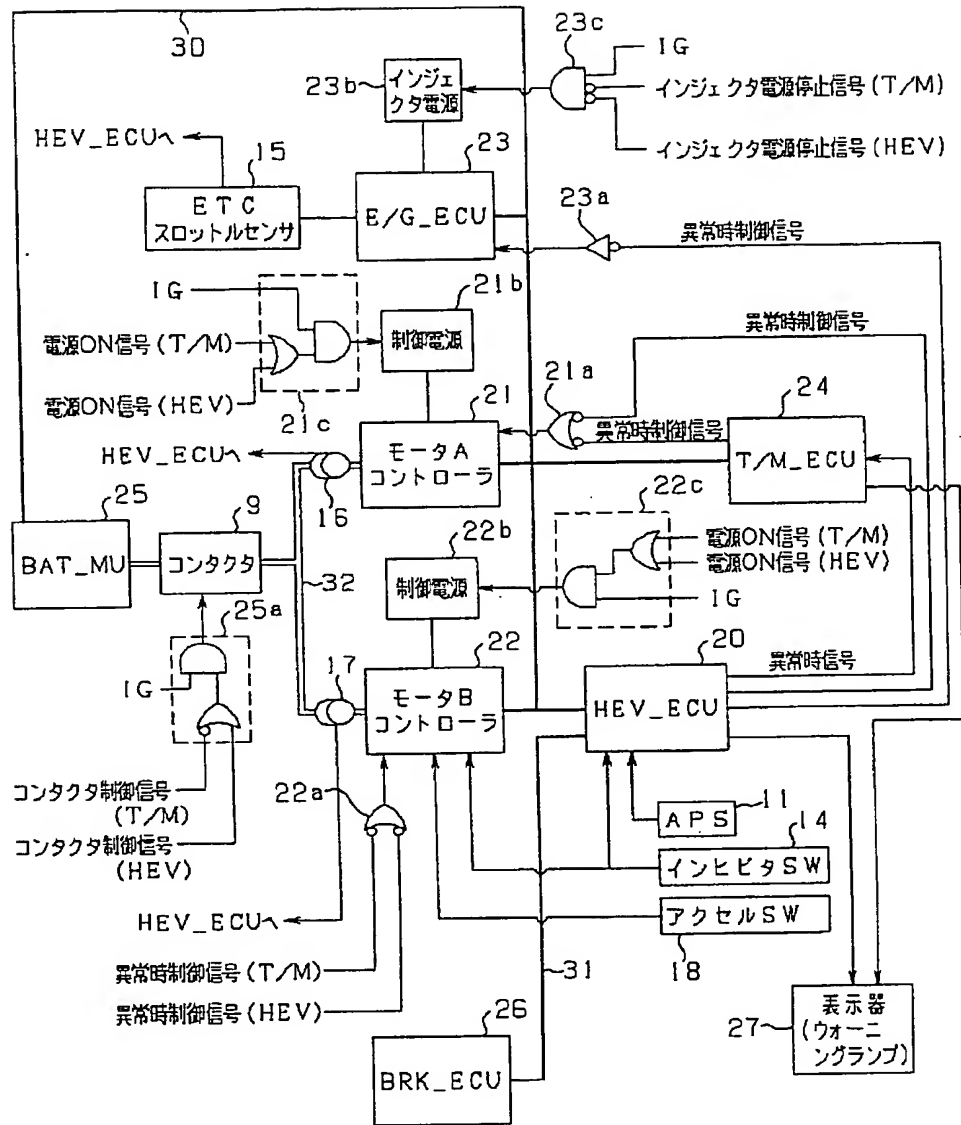 30
23c
IG
インジェクタ電源停止信号(T/M)
インジェクタ電源停止信号(HEV)
23b
インジェ
クタ電源
HEV_ECUへ
15
ETC
スロットルセンサ
23
E/G_ECU
23a
異常時制御信号
IG
電源ON信号(T/M)
電源ON信号(HEV)
21c
21b
制御電源
異常時制御信号
21a
異常時制御信号
24
T/M_ECU
21
モータA
コントローラ
HEV_ECUへ
16
25
BAT_MU
9
コンタクタ
32
22c
電源ON信号(T/M)
電源ON信号(HEV)
IG
22b
制御電源
25a
IG
コンタクタ制御信号
(T/M)
コンタクタ制御信号
(HEV)
17
22
モータB
コントローラ
20
HEV_ECU
異常時信号
22a
11
APS
14
インヒビタSW
アクセルSW
18
HEV_ECUへ
異常時制御信号(T/M)
異常時制御信号(HEV)
31
26
BRK_ECU
27
表示器
(ウォーニ
ングランプ)